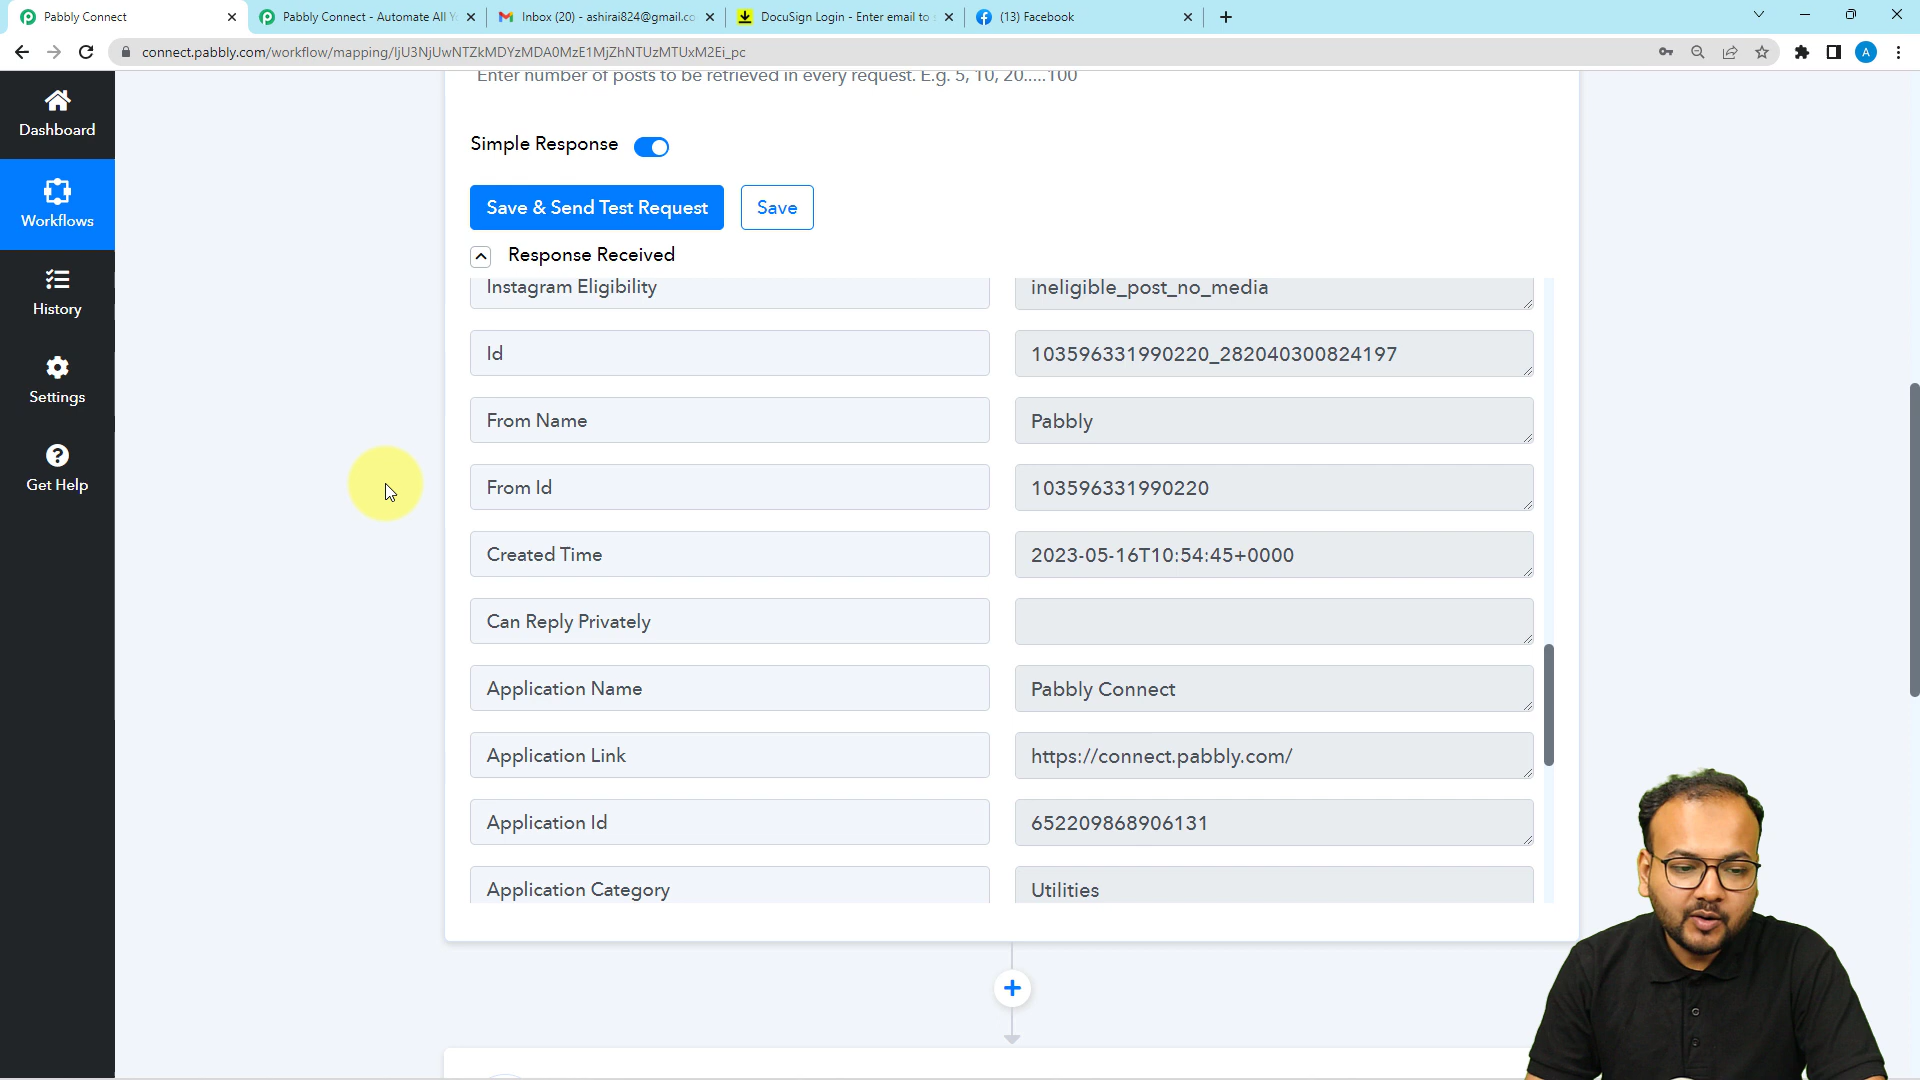 Pabbly Connect
Pabbly Connect - Automate All Y
Inbox (20) - ashirai824@gmail.co
DocuSign Login - Enter email to
(13) Facebook
connect.pabbly.com/workflow/mapping/IjU3NjUwNTZkMDYzMDA0MzE1MjZhNTUzMTUxM2Ei_pc
A
Enter number of posts to be retrieved in every request. E.g. 5, 10, 20.....100
Dashboard
Workflows
History
Settings
Get Help
Simple Response
Save & Send Test Request
Save
Response Received
Instagram Eligibility
ineligible_post_no_media
Id
103596331990220_282040300824197
From Name
Pabbly
From Id
103596331990220
Created Time
2023-05-16T10:54:45+0000
Can Reply Privately
Application Name
Pabbly Connect
Application Link
https://connect.pabbly.com/
Application Id
652209868906131
Application Category
Utilities